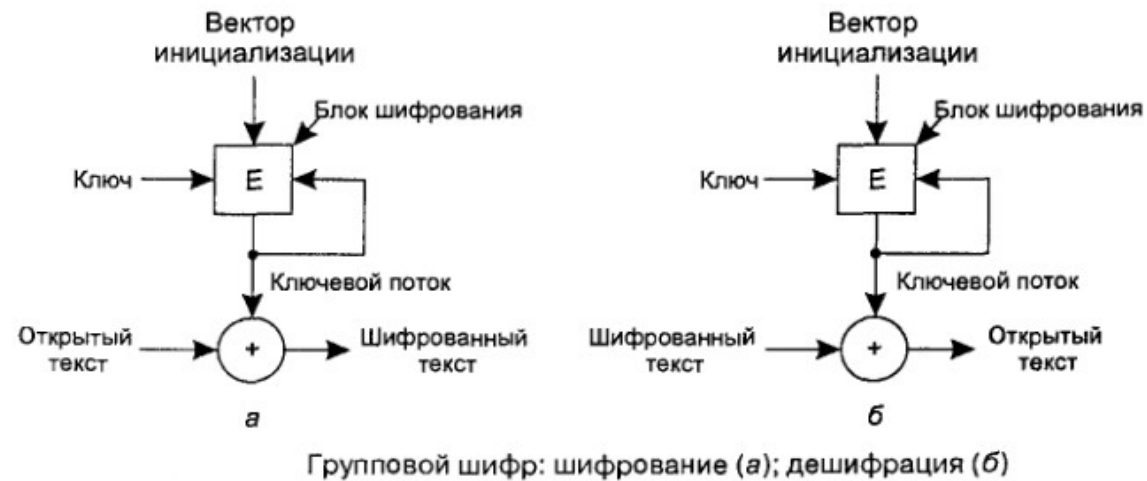 Вектор
инициализации
Блок шифрования
Ключ
E
Ключевой поток
Открытый
текст
+
Шифрованный
текст
а
Вектор
инициализации
Блок шифрования
Ключ
E
Ключевой поток
Шифрованный
текст
+
Открытый
текст
б
Групповой шифр: шифрование (а); дешифрация (б)